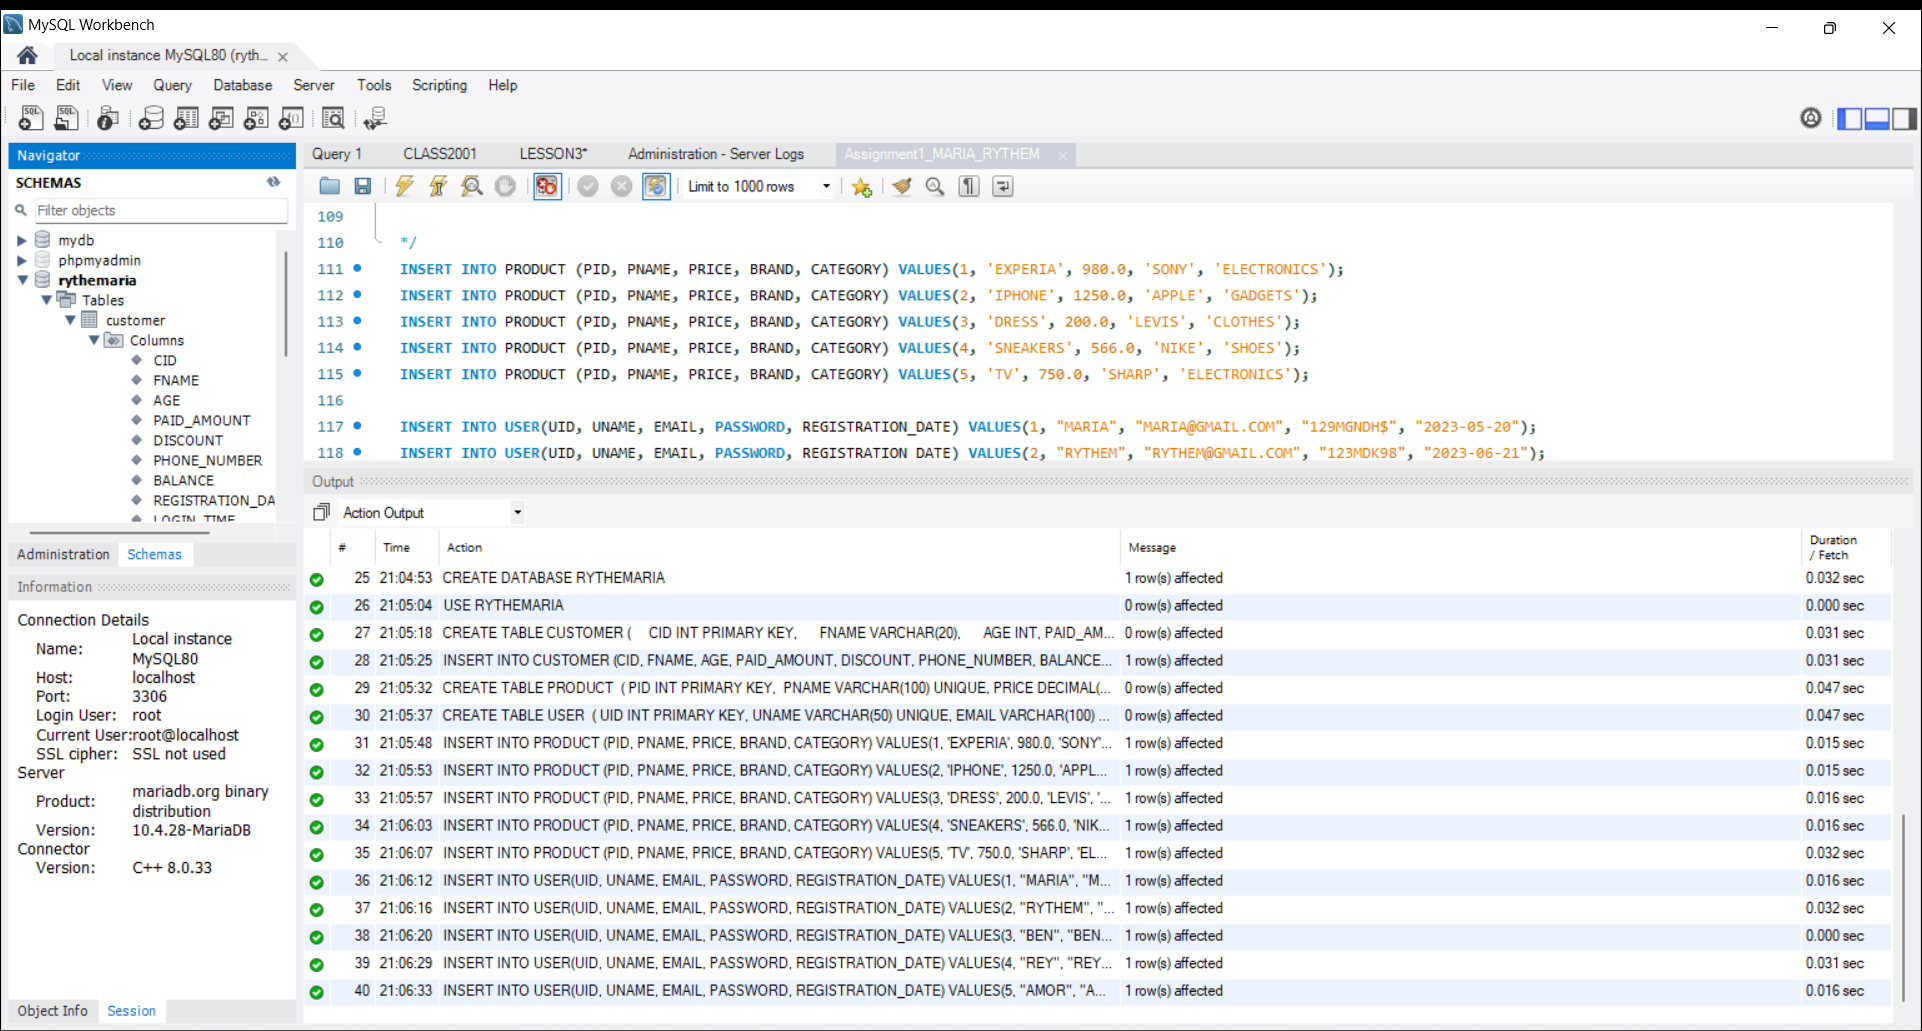 MySQL Workbench
Local instance MySQL80 (ryth...
File Edit View Query Database Server Tools Scripting Help
Navigator
SCHEMAS
Filter objects
mydb
phpmyadmin
rythemaria
Tables
customer
Columns
CID
FNAME
AGE
PAID_AMOUNT
DISCOUNT
PHONE_NUMBER
BALANCE
REGISTRATION_DA
LOGIN_TIME
Administration Schemas
Information
Connection Details
Name: Local instance MySQL80
Host: localhost
Port: 3306
Login User: root
Current User:root@localhost
SSL cipher: SSL not used
Server
Product: mariadb.org binary distribution
Version: 10.4.28-MariaDB
Connector
Version: C++ 8.0.33
Object Info Session
Query 1 CLASS2001 LESSON3* Administration - Server Logs Assignment1_MARIA_RYTHEM
Limit to 1000 rows
109
110 */
111 INSERT INTO PRODUCT (PID, PNAME, PRICE, BRAND, CATEGORY) VALUES(1, 'EXPERIA', 980.0, 'SONY', 'ELECTRONICS');
112 INSERT INTO PRODUCT (PID, PNAME, PRICE, BRAND, CATEGORY) VALUES(2, 'IPHONE', 1250.0, 'APPLE', 'GADGETS');
113 INSERT INTO PRODUCT (PID, PNAME, PRICE, BRAND, CATEGORY) VALUES(3, 'DRESS', 200.0, 'LEVIS', 'CLOTHES');
114 INSERT INTO PRODUCT (PID, PNAME, PRICE, BRAND, CATEGORY) VALUES(4, 'SNEAKERS', 566.0, 'NIKE', 'SHOES');
115 INSERT INTO PRODUCT (PID, PNAME, PRICE, BRAND, CATEGORY) VALUES(5, 'TV', 750.0, 'SHARP', 'ELECTRONICS');
116
117 INSERT INTO USER(UID, UNAME, EMAIL, PASSWORD, REGISTRATION_DATE) VALUES(1, "MARIA", "MARIA@GMAIL.COM", "129MGNDH$", "2023-05-20");
118 INSERT INTO USER(UID, UNAME, EMAIL, PASSWORD, REGISTRATION DATE) VALUES(2, "RYTHEM", "RYTHEM@GMAIL.COM", "123MDK98", "2023-06-21");
Output
Action Output
# Time Action Message Duration / Fetch
25 21:04:53 CREATE DATABASE RYTHEMARIA 1 row(s) affected 0.032 sec
26 21:05:04 USE RYTHEMARIA 0 row(s) affected 0.000 sec
27 21:05:18 CREATE TABLE CUSTOMER ( CID INT PRIMARY KEY, FNAME VARCHAR(20), AGE INT, PAID_AM... 0 row(s) affected 0.031 sec
28 21:05:25 INSERT INTO CUSTOMER (CID, FNAME, AGE, PAID_AMOUNT, DISCOUNT, PHONE_NUMBER, BALANCE... 1 row(s) affected 0.031 sec
29 21:05:32 CREATE TABLE PRODUCT ( PID INT PRIMARY KEY, PNAME VARCHAR(100) UNIQUE, PRICE DECIMAL(... 0 row(s) affected 0.047 sec
30 21:05:37 CREATE TABLE USER ( UID INT PRIMARY KEY, UNAME VARCHAR(50) UNIQUE, EMAIL VARCHAR(100) ... 0 row(s) affected 0.047 sec
31 21:05:48 INSERT INTO PRODUCT (PID, PNAME, PRICE, BRAND, CATEGORY) VALUES(1, 'EXPERIA', 980.0, 'SONY'... 1 row(s) affected 0.015 sec
32 21:05:53 INSERT INTO PRODUCT (PID, PNAME, PRICE, BRAND, CATEGORY) VALUES(2, 'IPHONE', 1250.0, 'APPL... 1 row(s) affected 0.015 sec
33 21:05:57 INSERT INTO PRODUCT (PID, PNAME, PRICE, BRAND, CATEGORY) VALUES(3, 'DRESS', 200.0, 'LEVIS', '... 1 row(s) affected 0.016 sec
34 21:06:03 INSERT INTO PRODUCT (PID, PNAME, PRICE, BRAND, CATEGORY) VALUES(4, 'SNEAKERS', 566.0, 'NIK... 1 row(s) affected 0.016 sec
35 21:06:07 INSERT INTO PRODUCT (PID, PNAME, PRICE, BRAND, CATEGORY) VALUES(5, 'TV', 750.0, 'SHARP', 'EL... 1 row(s) affected 0.032 sec
36 21:06:12 INSERT INTO USER(UID, UNAME, EMAIL, PASSWORD, REGISTRATION_DATE) VALUES(1, "MARIA", "M... 1 row(s) affected 0.016 sec
37 21:06:16 INSERT INTO USER(UID, UNAME, EMAIL, PASSWORD, REGISTRATION_DATE) VALUES(2, "RYTHEM", "... 1 row(s) affected 0.032 sec
38 21:06:20 INSERT INTO USER(UID, UNAME, EMAIL, PASSWORD, REGISTRATION_DATE) VALUES(3, "BEN", "BEN... 1 row(s) affected 0.000 sec
39 21:06:29 INSERT INTO USER(UID, UNAME, EMAIL, PASSWORD, REGISTRATION_DATE) VALUES(4, "REY", "REY... 1 row(s) affected 0.031 sec
40 21:06:33 INSERT INTO USER(UID, UNAME, EMAIL, PASSWORD, REGISTRATION_DATE) VALUES(5, "AMOR", "A... 1 row(s) affected 0.016 sec